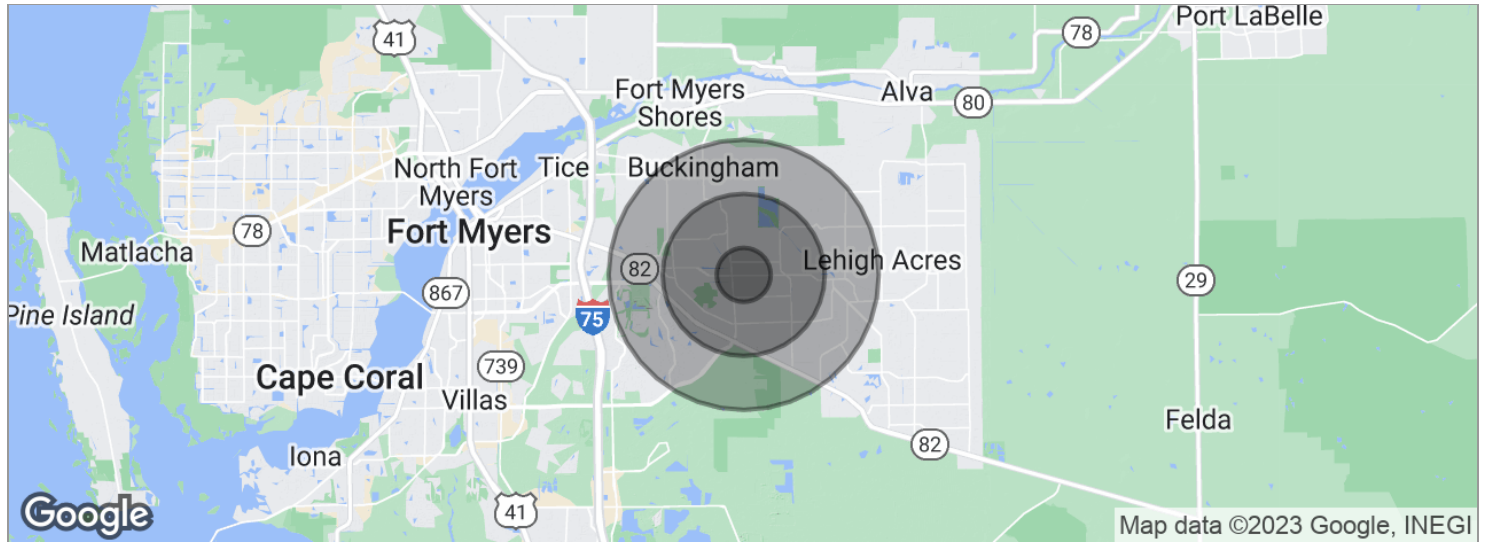 Port LaBelle
41
78
Fort Myers
Shores
Alva
80
North Fort
Myers
Tice
Buckingham
78
Fort Myers
Matlacha
82
Lehigh Acres
29
867
Pine Island
75
739
Cape Coral
Villas
Felda
82
Iona
41
Google
Map data ©2023 Google, INEGI